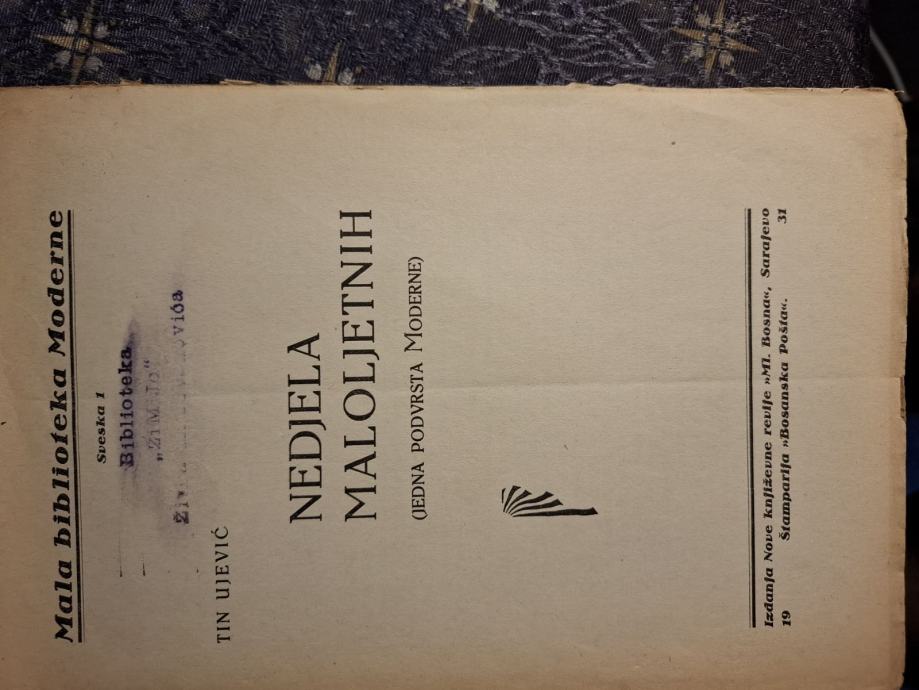 Mala biblioteka Moderne
Sveska 1
Biblioteka
TIN UJEVIĆ
NEDJELA
MALOLJETNIH
(JEDNA PODVRSTA MODERNE)
Izdanja Nove književne revije »Ml. Bosna«, Sarajevo
19 Štamparija »Bosanska Pošta«. 31